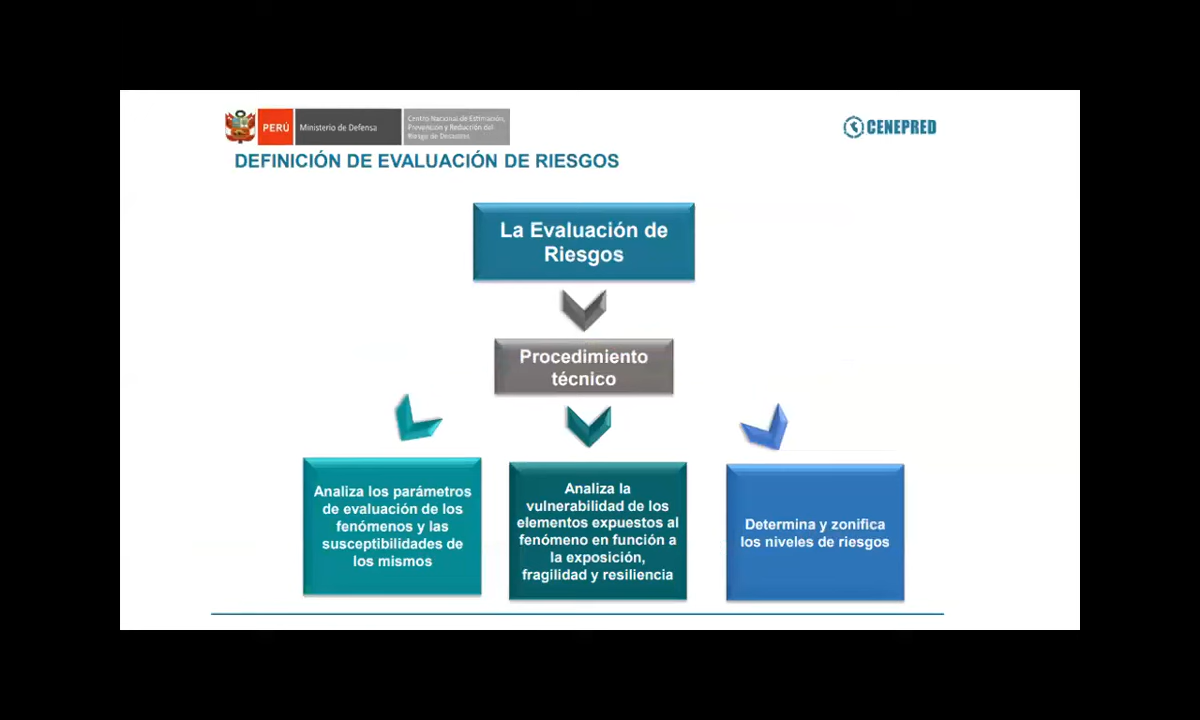 PERÚ
Ministerio de Defensa
Centro Nacional de Estimación,
Prevención y Reducción del
Riesgo de Desastres
CENEPRED
DEFINICIÓN DE EVALUACIÓN DE RIESGOS
La Evaluación de
Riesgos
Procedimiento
técnico
Analiza los parámetros
de evaluación de los
fenómenos y las
susceptibilidades de
los mismos
Analiza la
vulnerabilidad de los
elementos expuestos al
fenómeno en función a
la exposición,
fragilidad y resiliencia
Determina y zonifica
los niveles de riesgos